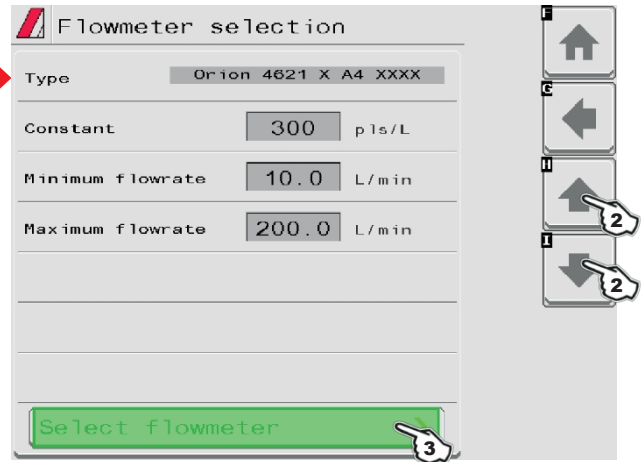 Flowmeter selection
Type Orion 4621 X A4 XXXX
Constant 300 pls/L
Minimum flowrate 10.0 L/min
Maximum flowrate 200.0 L/min
Select flowmeter
3
F
G
H
2
I
2